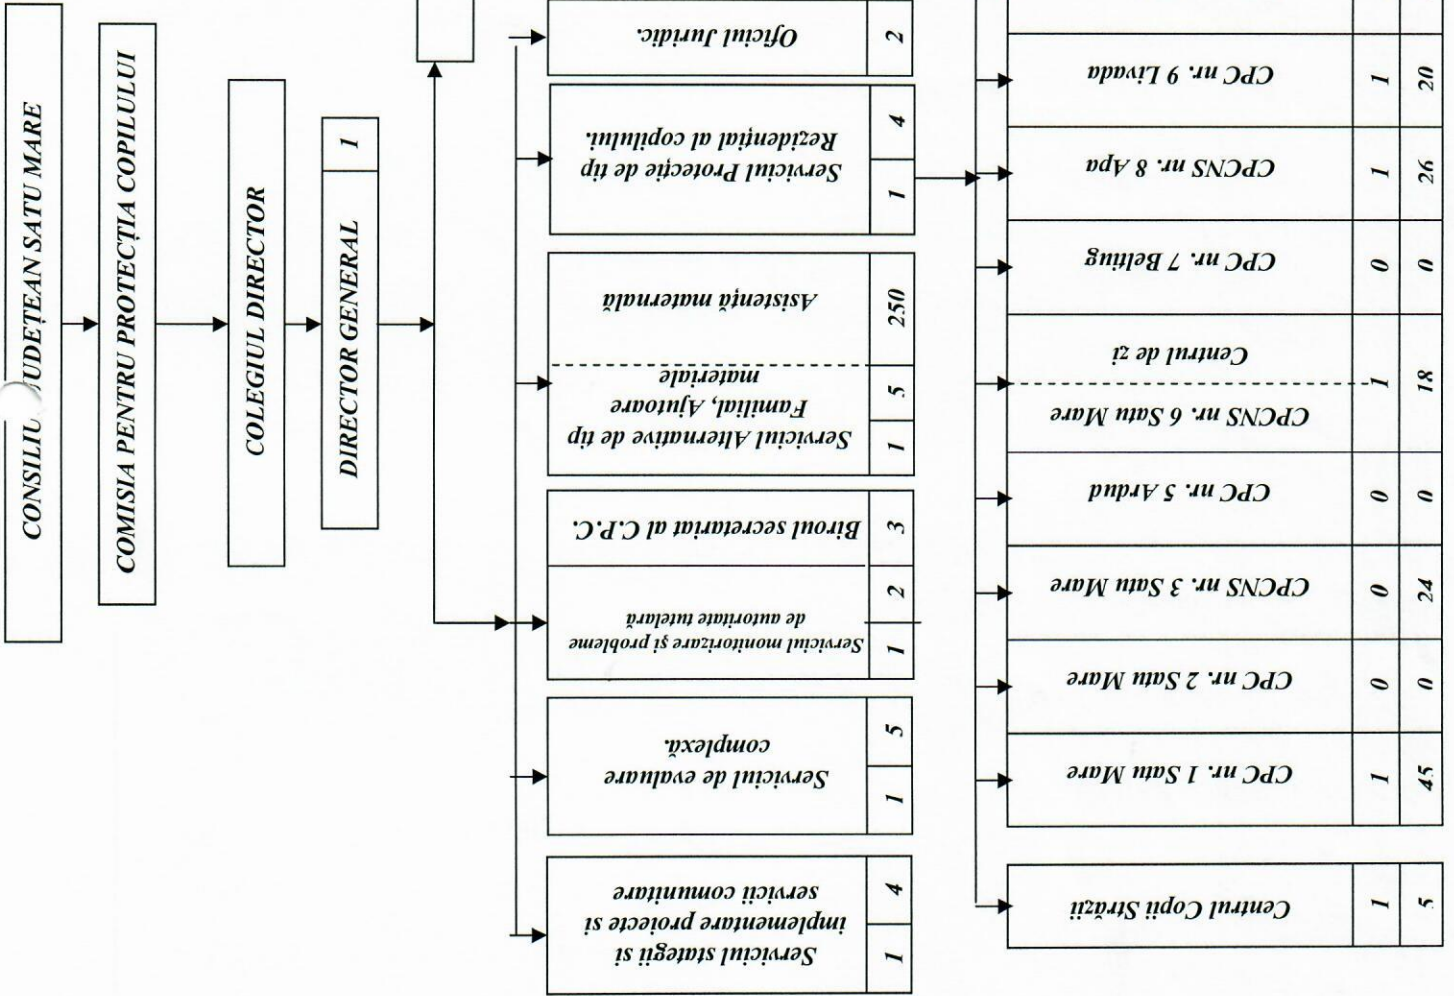 CONSILIU JUDEȚEAN SATU MARE
COMISIA PENTRU PROTECȚIA COPILULUI
COLEGIUL DIRECTOR
DIRECTOR GENERAL 1
Oficiul Juridic.
2
Serviciul Protecție de tip
Rezidențial al copilului.
1 4
Serviciul Alternative de tip
Familial, Ajutoare
materiale
1 5
Asistență maternală
250
Serviciul monitorizare și probleme
de autoritate tutelară
1 2
Biroul secretariat al C.P.C.
3
Serviciul de evaluare
complexă.
1 5
Serviciul stategii si
implementare proiecte si
servicii comunitare
1 4
CPC nr. 9 Livada
1 20
CPCNS nr. 8 Apa
1 26
CPC nr. 7 Beltiug
0 0
CPCNS nr. 6 Satu Mare
Centrul de zi
1 18
CPC nr. 5 Ardud
0 0
CPCNS nr. 3 Satu Mare
0 24
CPC nr. 2 Satu Mare
0 0
CPC nr. 1 Satu Mare
1 45
Centrul Copii Străzii
1 5